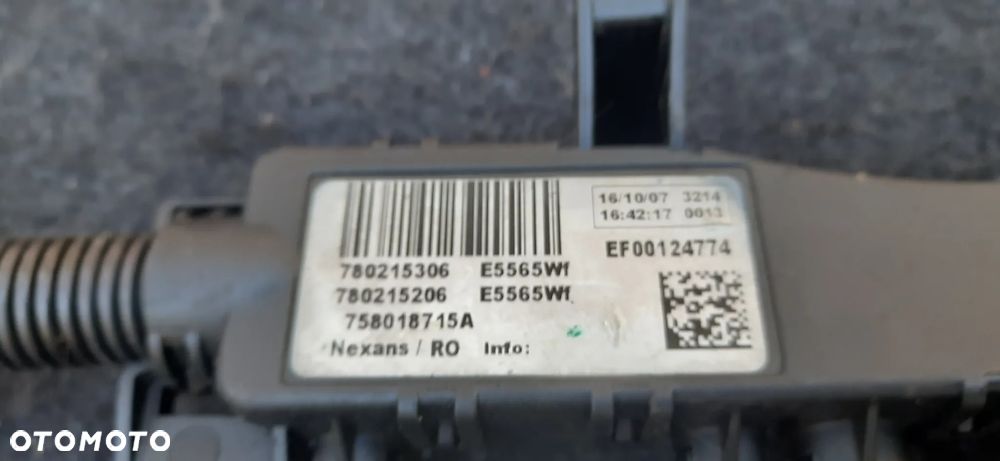 16/10/07 3214
16:42:17 0013
EF00124774
780215306 E5565Wf
780215206 E5565Wf
758018715A
Nexans / RO Info:
OTOMOTO